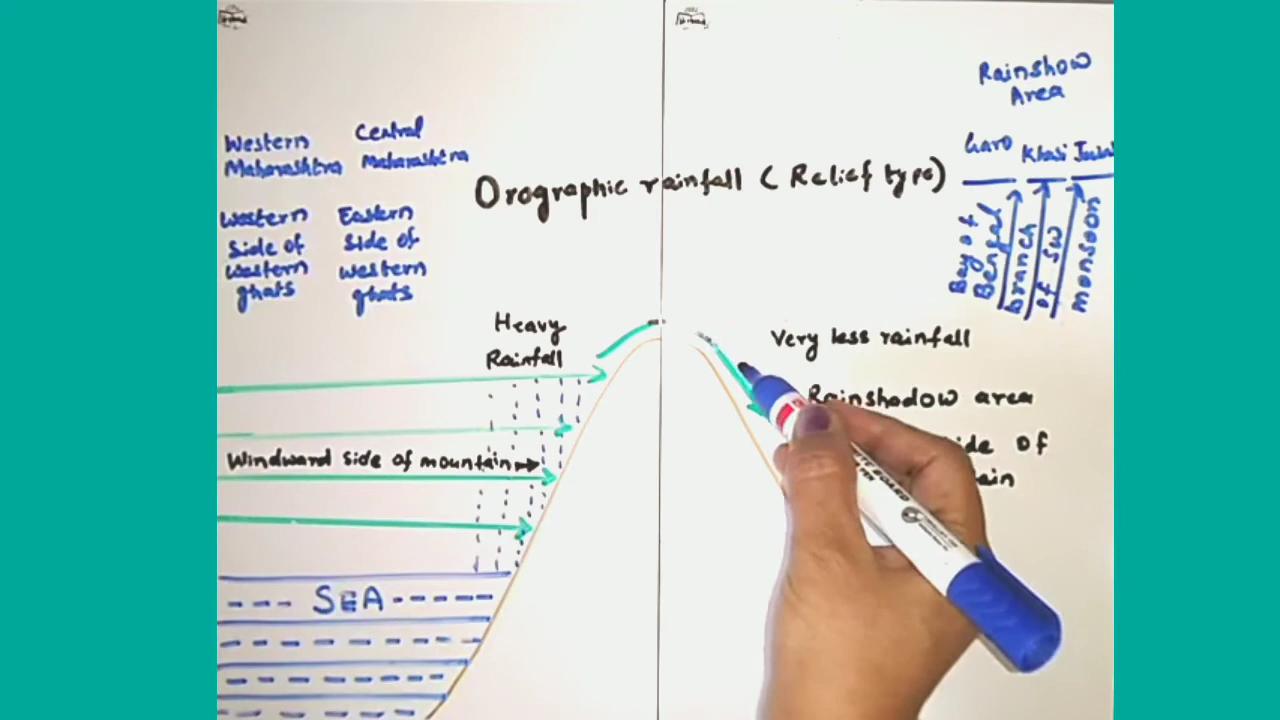 Western
Maharashtra
Central
Maharashtra
Western
Side of
western
ghats
Eastern
Side of
western
ghats
Orographic rainfall ( Relief type)
Rainshow
Area
Garo
Khasi
Bay of
Bengal
branch
of SW
monsoon
Heavy
Rainfall
Windward side of mountain
SEA
Very less rainfall
Rainshadow area
of